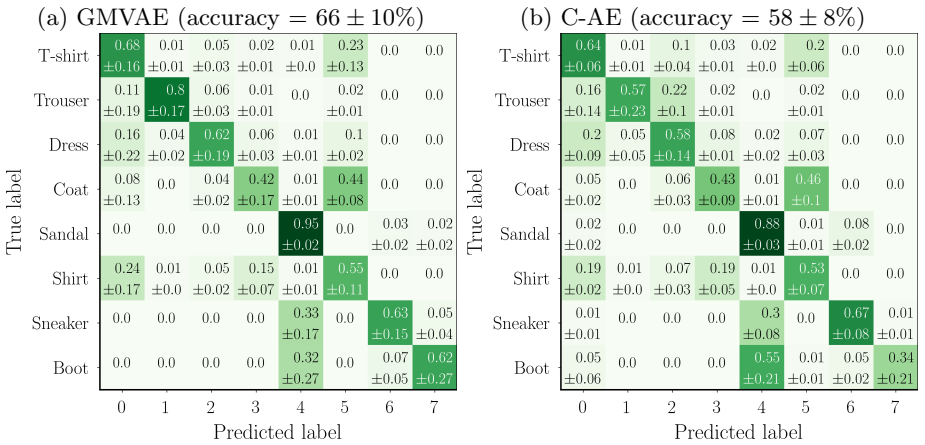 (a) GMVAE (accuracy = 66 ± 10%)
True label
T-shirt 0.68 ±0.16 0.01 ±0.01 0.05 ±0.03 0.02 ±0.01 0.01 ±0.0 0.23 ±0.13 0.0 0.0
Trouser 0.11 ±0.19 0.8 ±0.17 0.06 ±0.03 0.01 ±0.01 0.0 0.02 ±0.01 0.0 0.0
Dress 0.16 ±0.22 0.04 ±0.02 0.62 ±0.19 0.06 ±0.03 0.01 ±0.01 0.1 ±0.02 0.0 0.0
Coat 0.08 ±0.13 0.0 0.04 ±0.02 0.42 ±0.17 0.01 ±0.01 0.44 ±0.08 0.0 0.0
Sandal 0.0 0.0 0.0 0.0 0.95 ±0.02 0.0 0.03 ±0.02 0.02 ±0.02
Shirt 0.24 ±0.17 0.01 ±0.0 0.05 ±0.02 0.15 ±0.07 0.01 ±0.01 0.55 ±0.11 0.0 0.0
Sneaker 0.0 0.0 0.0 0.0 0.33 ±0.17 0.0 0.63 ±0.15 0.05 ±0.04
Boot 0.0 0.0 0.0 0.0 0.32 ±0.27 0.0 0.07 ±0.05 0.62 ±0.27
0 1 2 3 4 5 6 7
Predicted label
(b) C-AE (accuracy = 58 ± 8%)
True label
T-shirt 0.64 ±0.06 0.01 ±0.01 0.1 ±0.04 0.03 ±0.01 0.02 ±0.0 0.2 ±0.06 0.0 0.0
Trouser 0.16 ±0.14 0.57 ±0.23 0.22 ±0.1 0.02 ±0.01 0.0 0.02 ±0.01 0.0 0.0
Dress 0.2 ±0.09 0.05 ±0.05 0.58 ±0.14 0.08 ±0.01 0.02 ±0.02 0.07 ±0.03 0.0 0.0
Coat 0.05 ±0.02 0.0 0.06 ±0.03 0.43 ±0.09 0.01 ±0.01 0.46 ±0.1 0.0 0.0
Sandal 0.02 ±0.02 0.0 0.0 0.0 0.88 ±0.03 0.01 ±0.01 0.08 ±0.02 0.0
Shirt 0.19 ±0.02 0.01 ±0.0 0.07 ±0.03 0.19 ±0.05 0.01 ±0.0 0.53 ±0.07 0.0 0.0
Sneaker 0.01 ±0.01 0.0 0.0 0.0 0.3 ±0.08 0.0 0.67 ±0.08 0.01 ±0.01
Boot 0.05 ±0.06 0.0 0.0 0.0 0.55 ±0.21 0.01 ±0.01 0.05 ±0.02 0.34 ±0.21
0 1 2 3 4 5 6 7
Predicted label